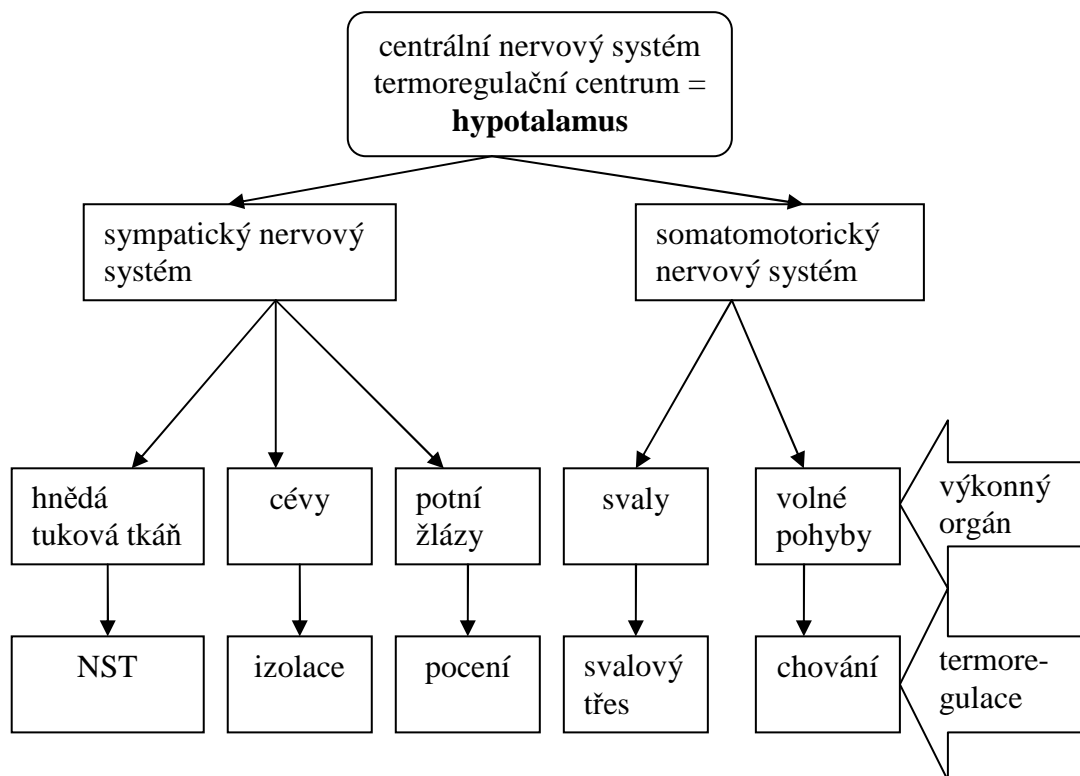 centrální nervový systém
termoregulační centrum =
hypotalamus
sympatický nervový
systém
somatomotorický
nervový systém
hnědá
tuková tkáň
cévy
potní
žlázy
svaly
volné
pohyby
výkonný
orgán
NST
izolace
pocení
svalový
třes
chování
termore-
gulace